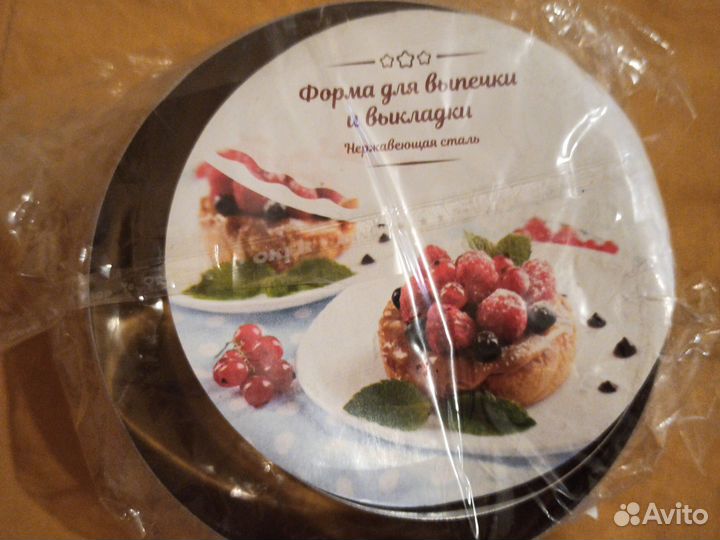 Форма для выпечки
и выкладки
Нержавеющая сталь
Avito